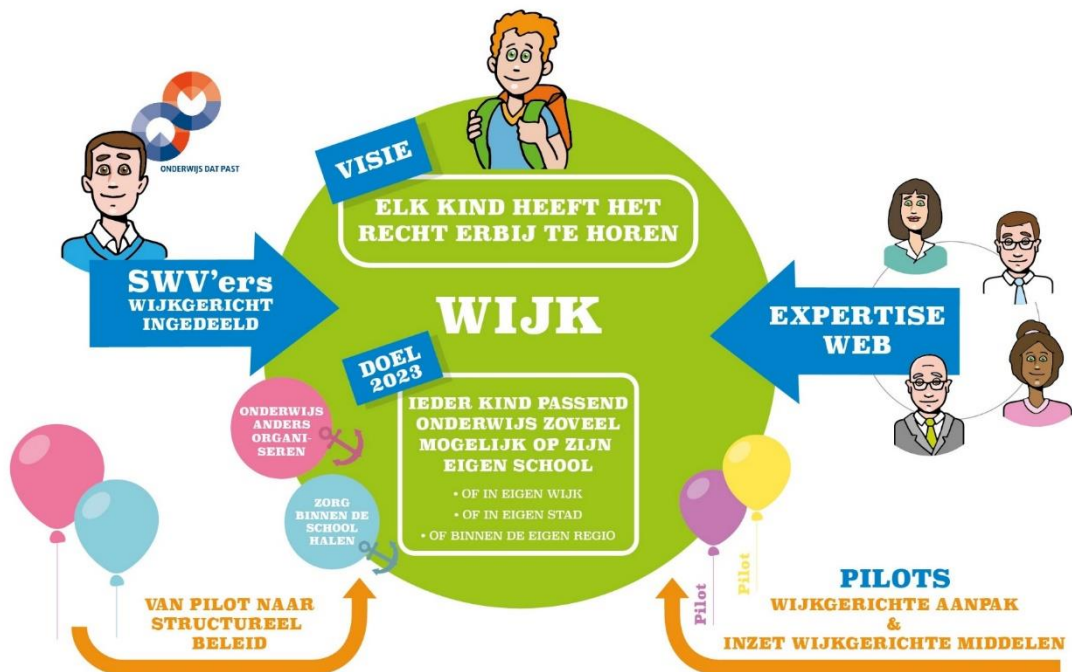 ONDERWIJS DAT PAST
VISIE
ELK KIND HEEFT HET
RECHT ERBIJ TE HOREN
SWV'ers
WIJKGERICHT
INGEDEELD
WIJK
EXPERTISE
WEB
DOEL
2023
IEDER KIND PASSEND
ONDERWIJS ZOVEEL
MOGELIJK OP ZIJN
EIGEN SCHOOL
• OF IN EIGEN WIJK
• OF IN EIGEN STAD
• OF BINNEN DE EIGEN REGIO
ONDERWIJS
ANDERS
ORGANI-
SEREN
ZORG
BINNEN DE
SCHOOL
HALEN
VAN PILOT NAAR
STRUCTUREEL
BELEID
Pilot
Pilot
PILOTS
WIJKGERICHTE AANPAK
&
INZET WIJKGERICHTE MIDDELEN